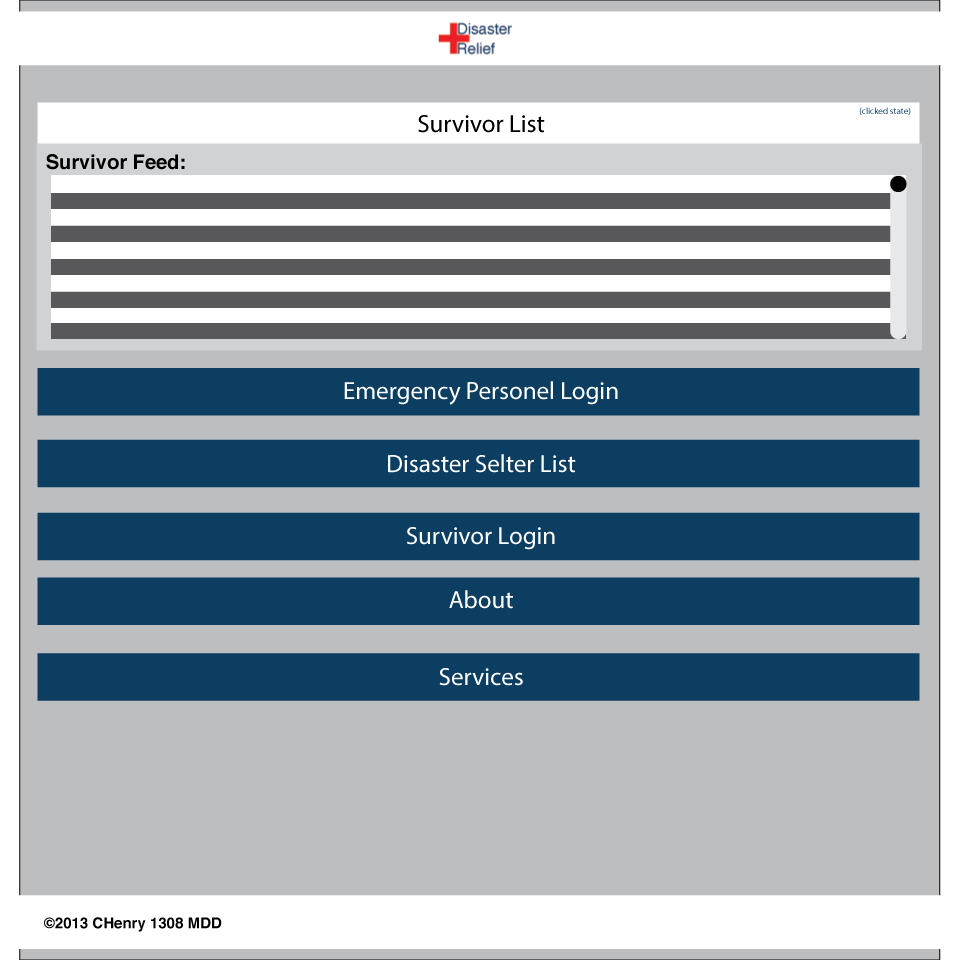 Disaster
Relief
Survivor List
(clicked state)
Survivor Feed:
Emergency Personel Login
Disaster Selter List
Survivor Login
About
Services
©2013 CHenry 1308 MDD